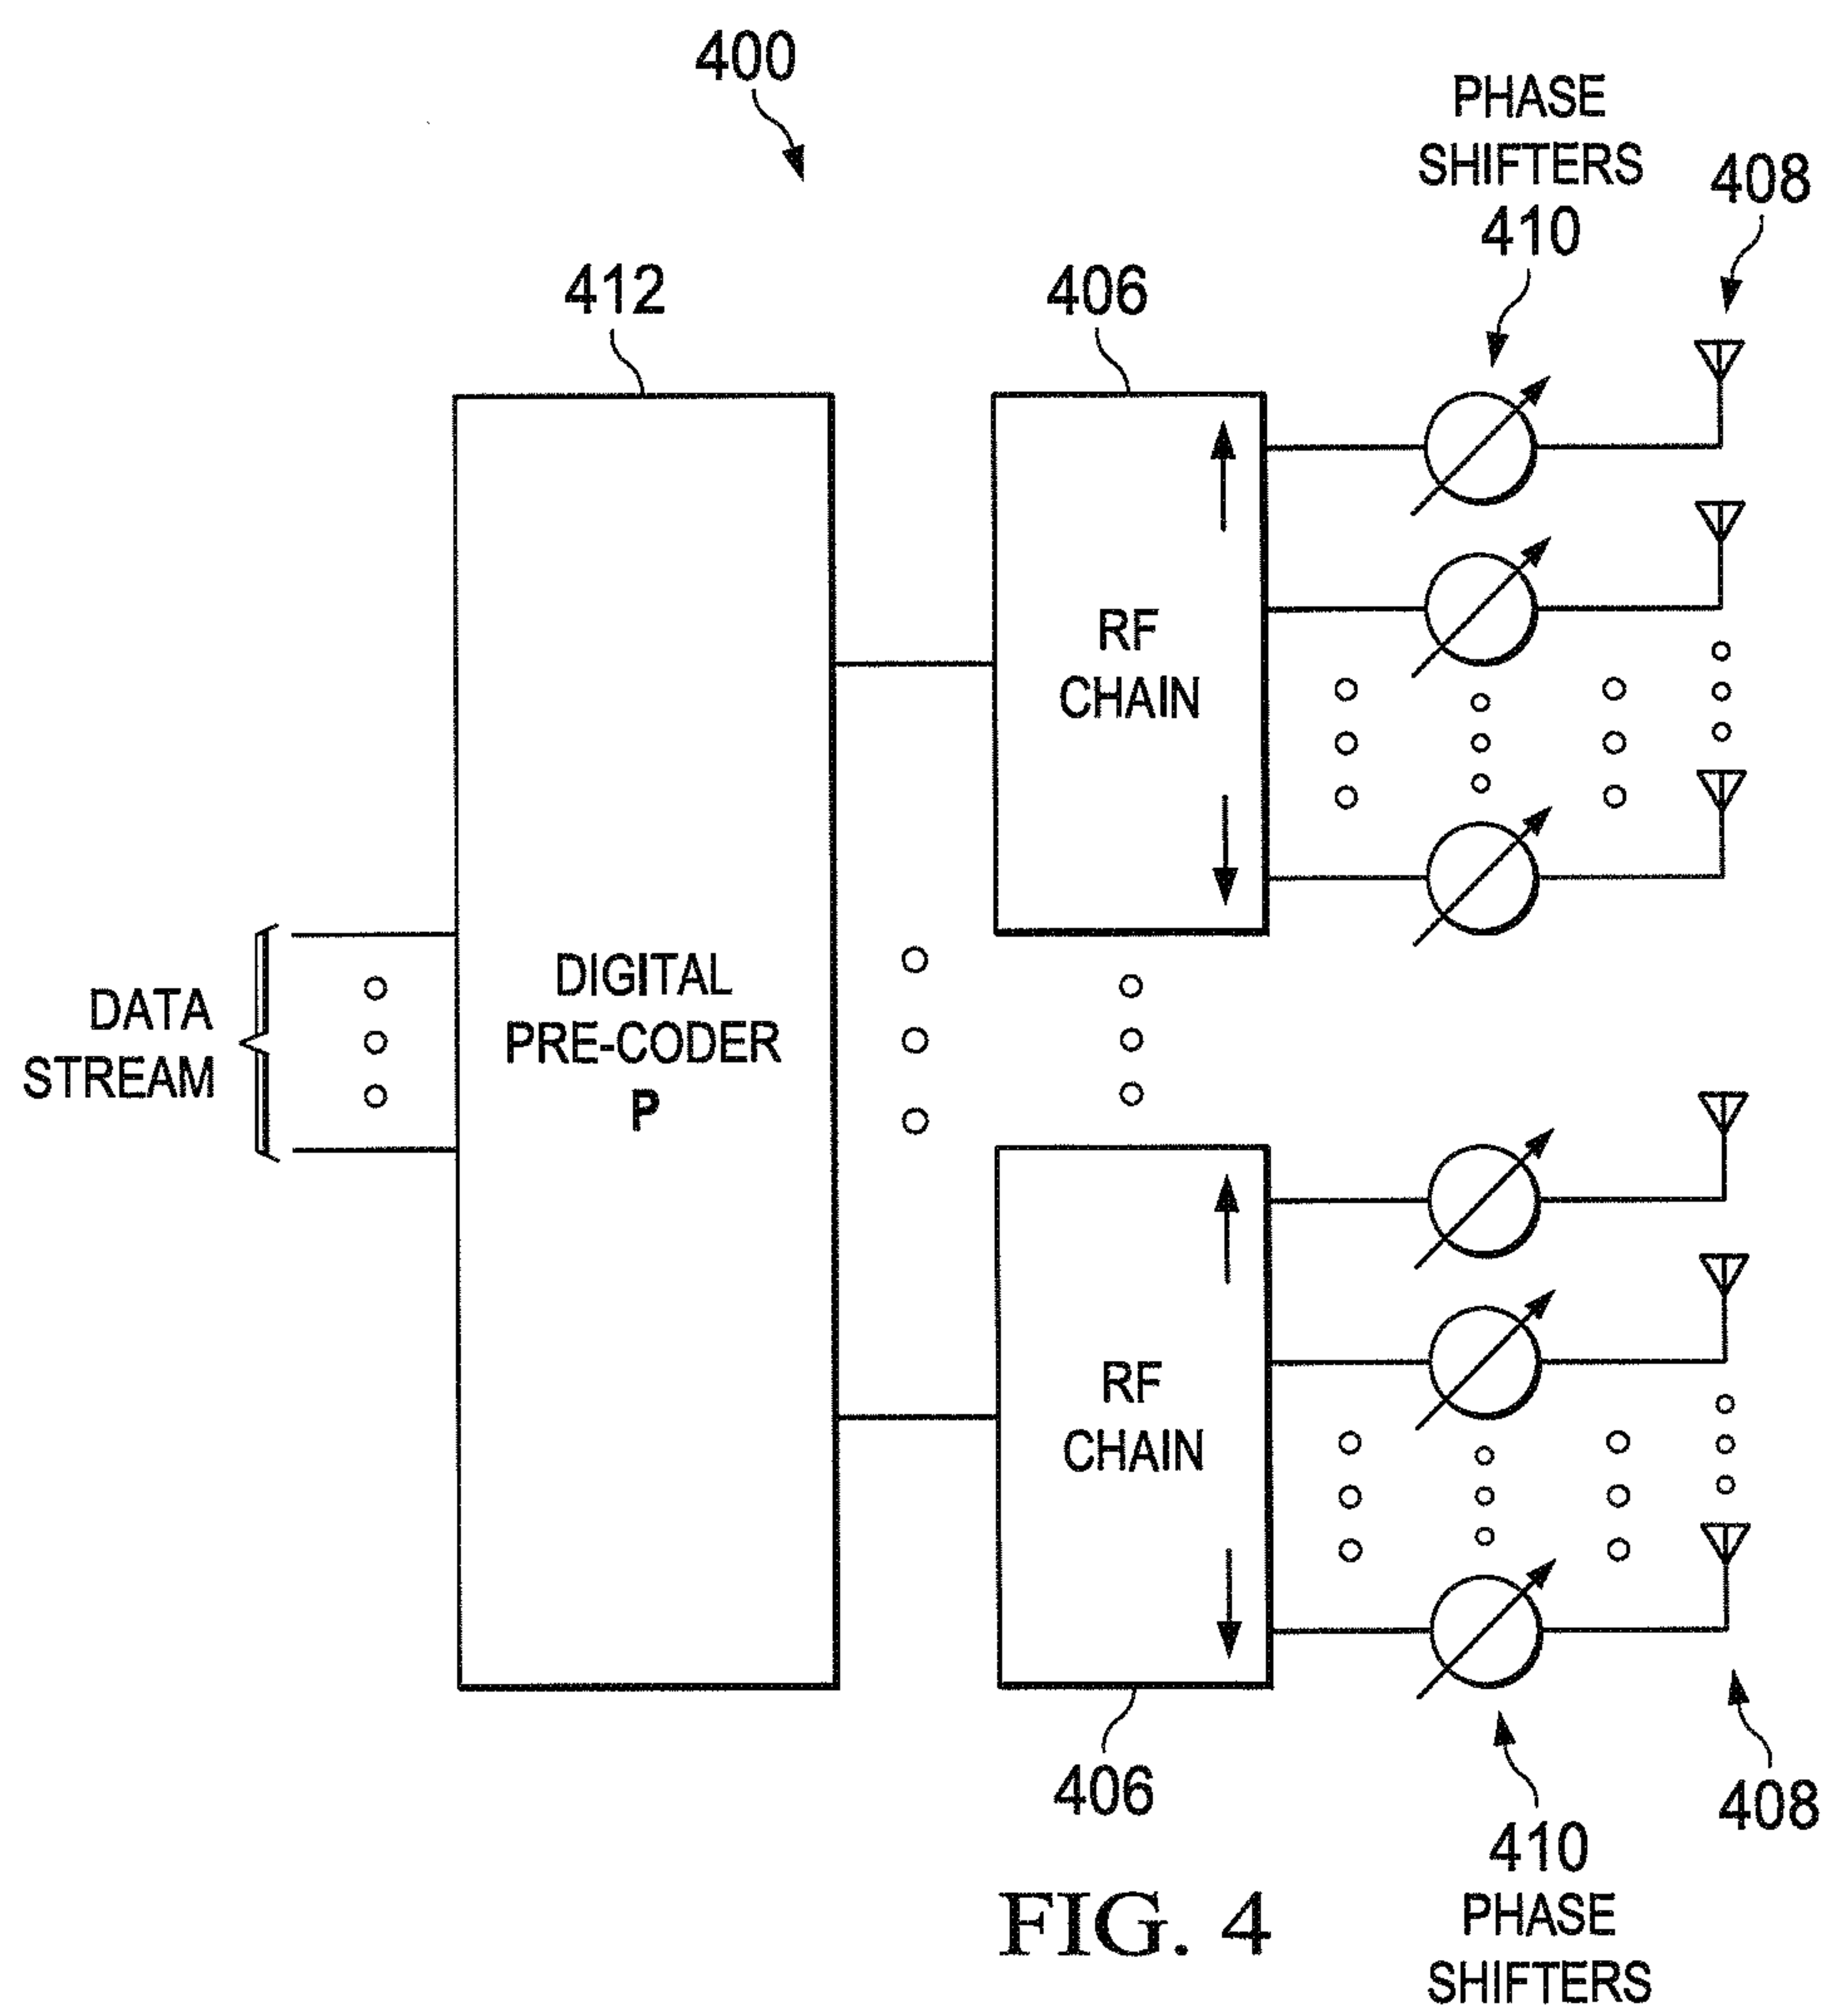 400
PHASE
SHIFTERS
410
408
412
406
RF
CHAIN
DATA
STREAM
DIGITAL
PRE-CODER
P
RF
CHAIN
406
408
410
PHASE
SHIFTERS
FIG. 4